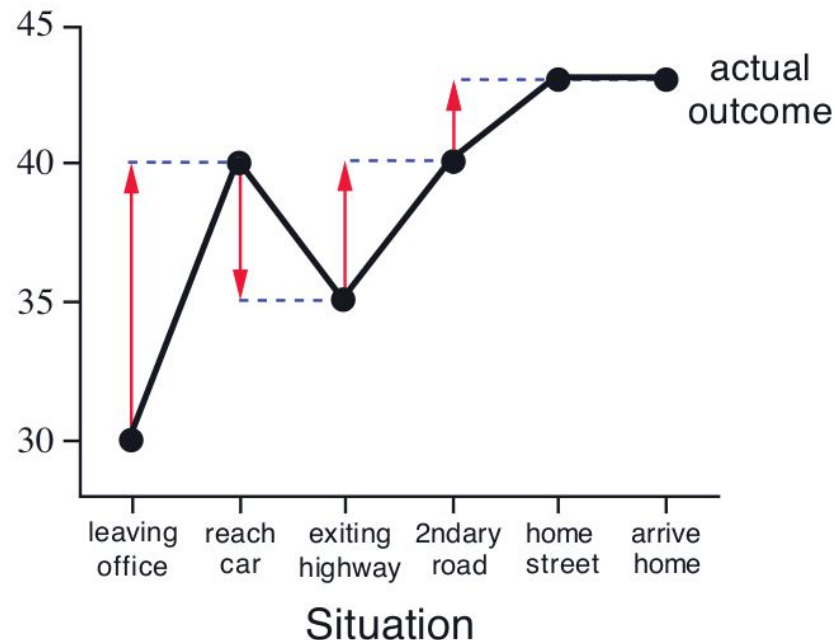 45
40
35
30
actual
outcome
leaving
office
reach
car
exiting
highway
2ndary
road
home
street
arrive
home
Situation